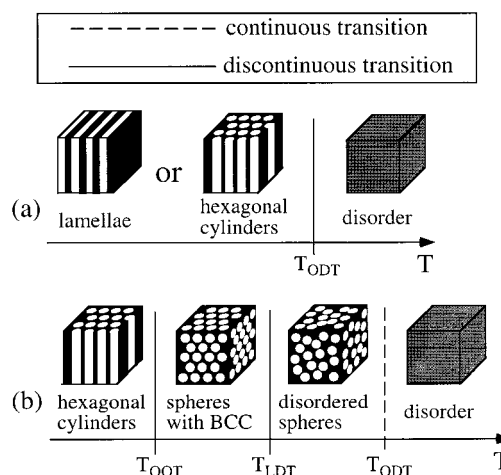 continuous transition
discontinuous transition
(a)
or
lamellae
hexagonal
cylinders
disorder
T_ODT
T
(b)
hexagonal
cylinders
spheres
with BCC
disordered
spheres
disorder
T_OOT
T_LDT
T_ODT
T